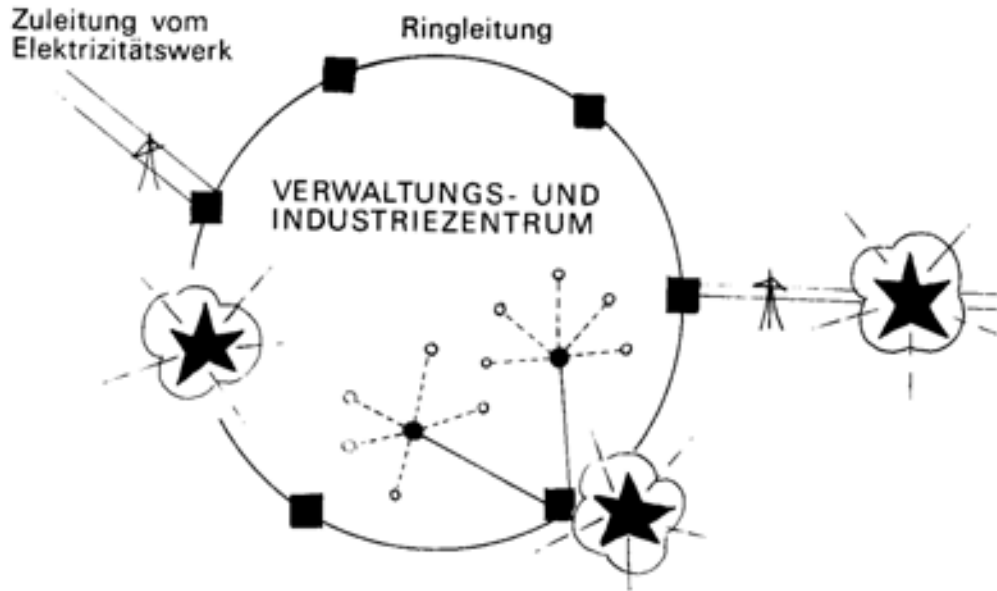 Zuleitung vom
Elektrizitätswerk
Ringleitung
VERWALTUNGS- UND
INDUSTRIEZENTRUM